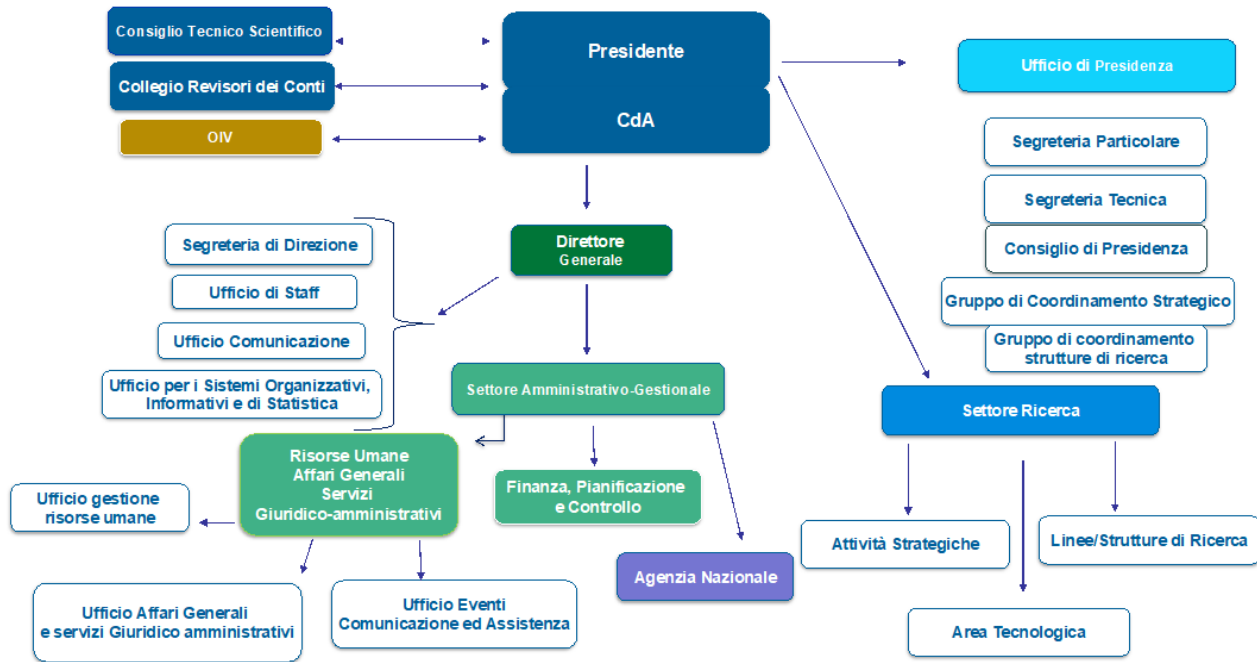 Consiglio Tecnico Scientifico
Collegio Revisori dei Conti
OIV
Presidente
CdA
Ufficio di Presidenza
Segreteria Particolare
Segreteria Tecnica
Consiglio di Presidenza
Gruppo di Coordinamento Strategico
Gruppo di coordinamento
strutture di ricerca
Direttore
Generale
Segreteria di Direzione
Ufficio di Staff
Ufficio Comunicazione
Ufficio per i Sistemi Organizzativi,
Informativi e di Statistica
Settore Amministrativo-Gestionale
Settore Ricerca
Risorse Umane
Affari Generali
Servizi
Giuridico-amministrativi
Finanza, Pianificazione
e Controllo
Agenzia Nazionale
Ufficio gestione
risorse umane
Ufficio Affari Generali
e servizi Giuridico amministrativi
Ufficio Eventi
Comunicazione ed Assistenza
Attività Strategiche
Linee/Strutture di Ricerca
Area Tecnologica